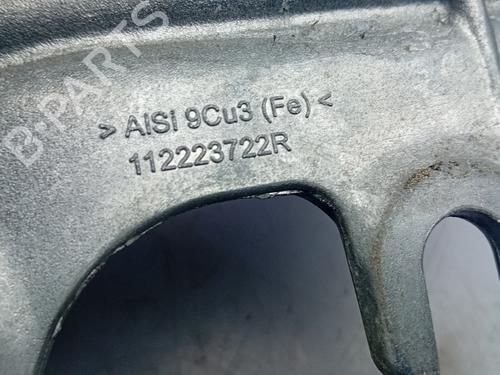 B-PARTS
> AlSi 9Cu3 (Fe) <
112223722R